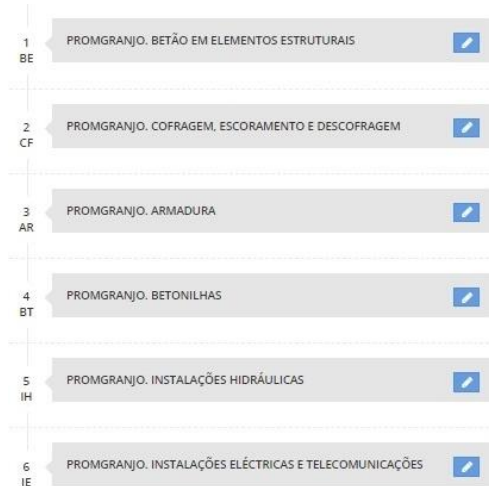 1
BE
PROMGRANJO. BETÃO EM ELEMENTOS ESTRUTURAIS
2
CF
PROMGRANJO. COFRAGEM, ESCORAMENTO E DESCOFRAGEM
3
AR
PROMGRANJO. ARMADURA
4
BT
PROMGRANJO. BETONILHAS
5
IH
PROMGRANJO. INSTALAÇÕES HIDRÁULICAS
6
IE
PROMGRANJO. INSTALAÇÕES ELÉCTRICAS E TELECOMUNICAÇÕES